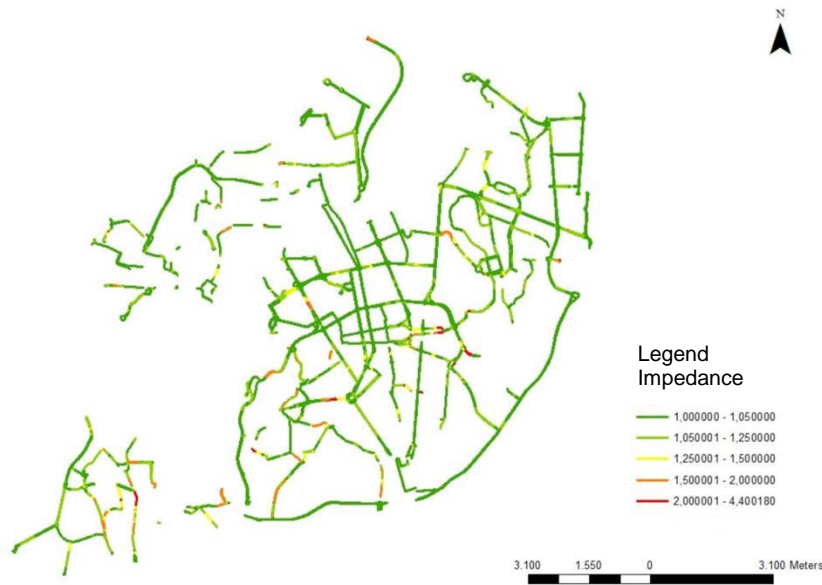 N
Legend
Impedance
1,000000 - 1,050000
1,050001 - 1,250000
1,250001 - 1,500000
1,500001 - 2,000000
2,000001 - 4,400180
3.100 1.550 0 3.100 Meters